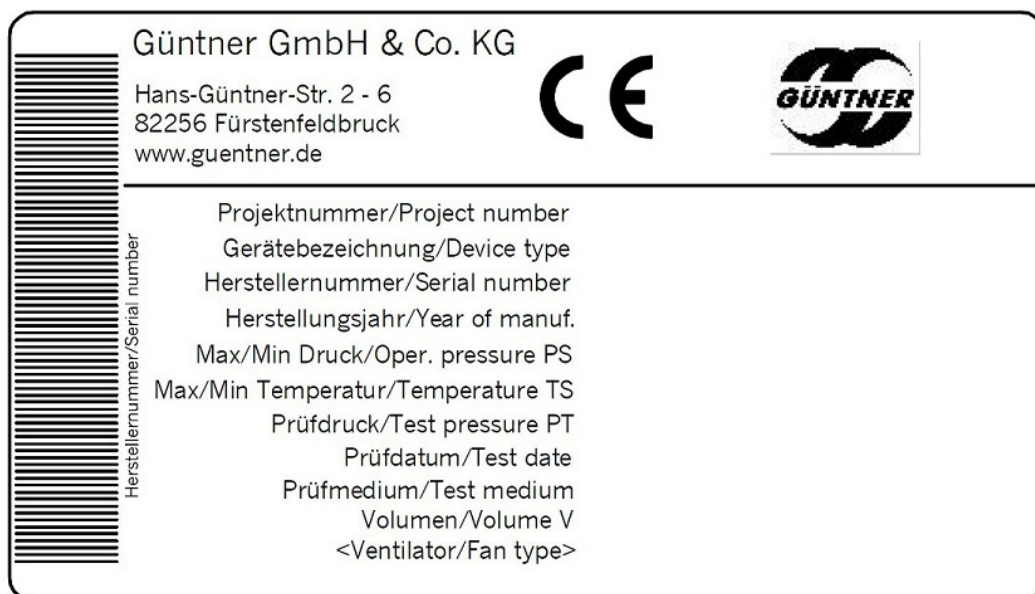 Güntner GmbH & Co. KG
Hans-Güntner-Str. 2 - 6
82256 Fürstenfeldbruck
www.guentner.de
CE
GÜNTNER
Herstellernummer/Serial number
Projektnummer/Project number
Gerätebezeichnung/Device type
Herstellernummer/Serial number
Herstellungsjahr/Year of manuf.
Max/Min Druck/Oper. pressure PS
Max/Min Temperatur/Temperature TS
Prüfdruck/Test pressure PT
Prüfdatum/Test date
Prüfmedium/Test medium
Volumen/Volume V
<Ventilator/Fan type>